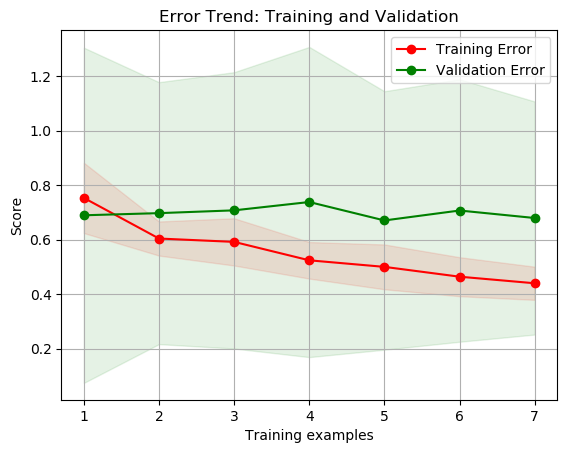 Error Trend: Training and Validation
Training Error
Validation Error
1.2
1.0
0.8
0.6
0.4
0.2
Score
1 2 3 4 5 6 7
Training examples